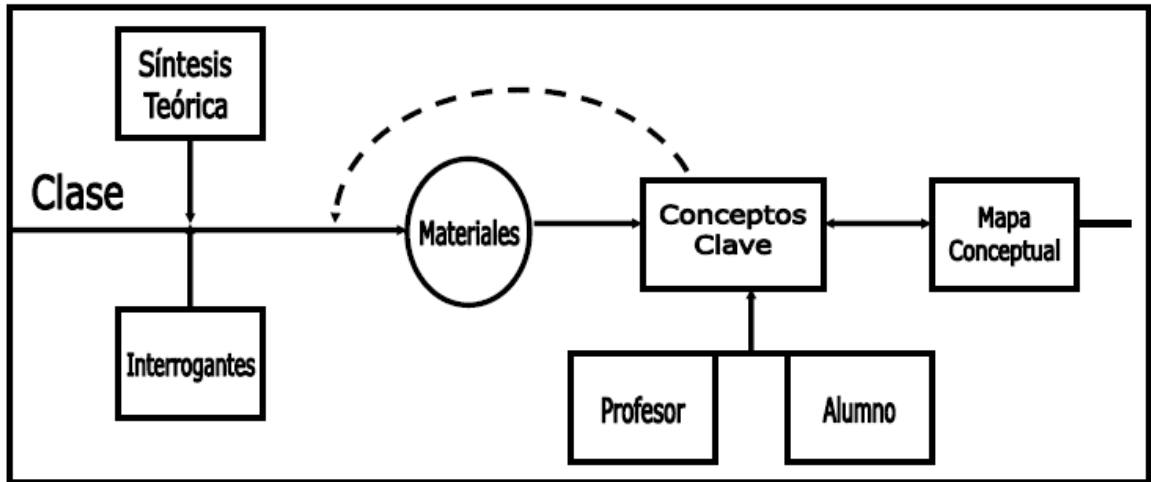 Síntesis
Teórica
Clase
Materiales
Conceptos
Clave
Mapa
Conceptual
Interrogantes
Profesor
Alumno